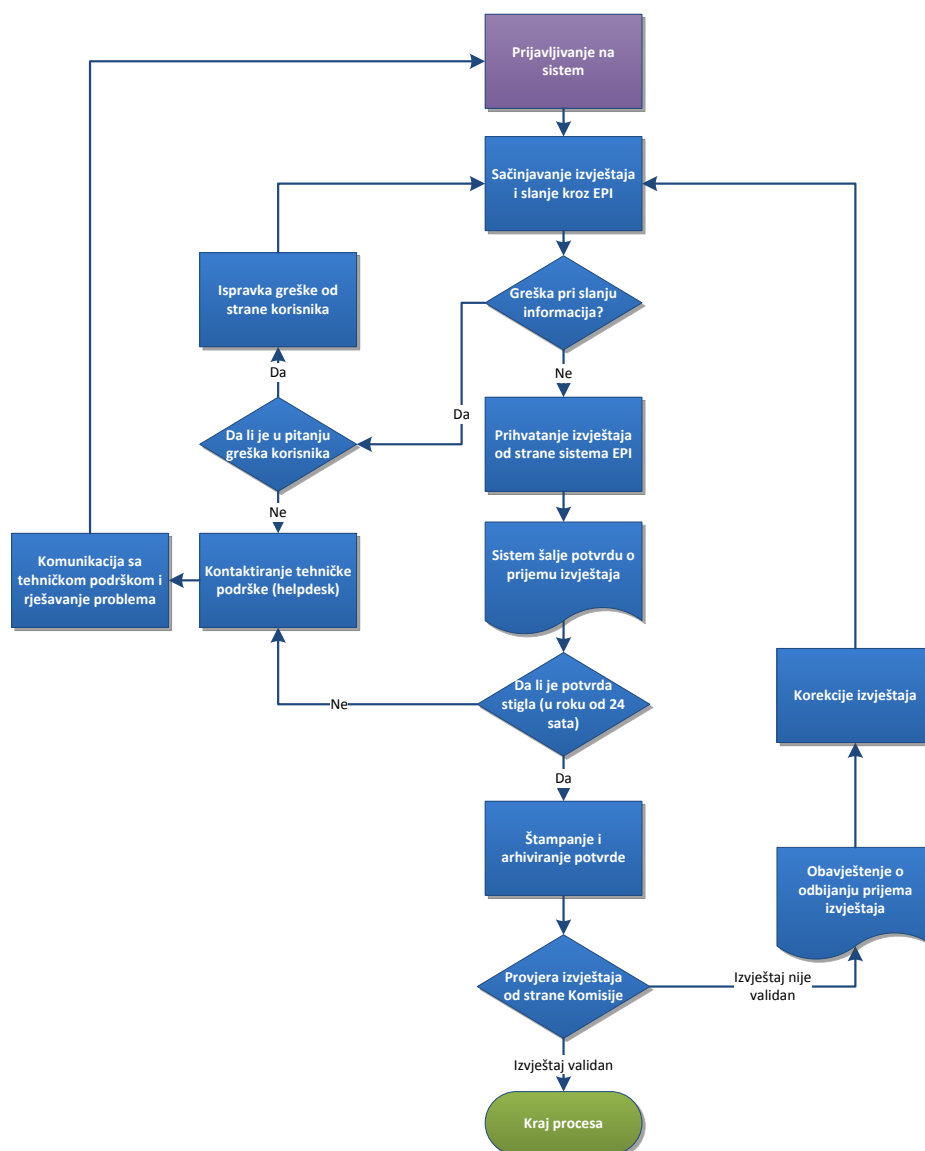 Prijavljivanje na
sistem
Sačinjavanje izvještaja
i slanje kroz EPI
Ispravka greške od
strane korisnika
Greška pri slanju
informacija?
Da
Ne
Da
Da li je u pitanju
greška korisnika
Prihvatanje izvještaja
od strane sistema EPI
Ne
Komunikacija sa
tehničkom podrškom i
rješavanje problema
Kontaktiranje tehničke
podrške (helpdesk)
Sistem šalje potvrdu o
prijemu izvještaja
Da li je potvrda
stigla (u roku od 24
sata)
Ne
Korekcije izvještaja
Da
Štampanje i
arhiviranje potvrde
Obavještenje o
odbijanju prijema
izvještaja
Provjera izvještaja
od strane Komisije
Izvještaj nije
validan
Izvještaj validan
Kraj procesa